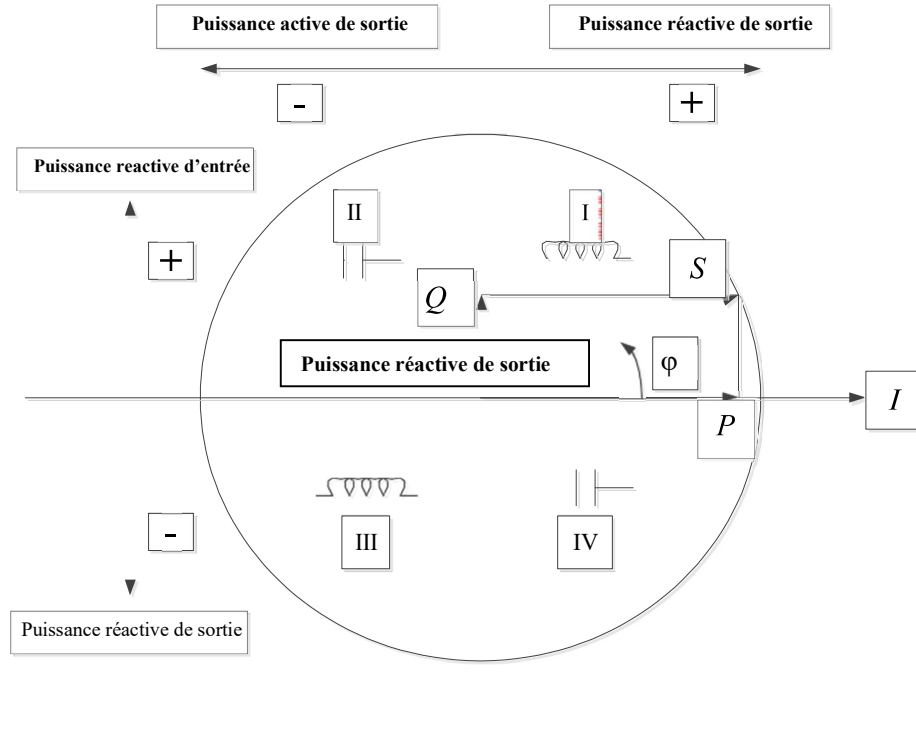 Puissance active de sortie
Puissance réactive de sortie
-
+
Puissance reactive d'entrée
II
I
+
S
Q
Puissance réactive de sortie
φ
I
P
-
III
IV
Puissance réactive de sortie